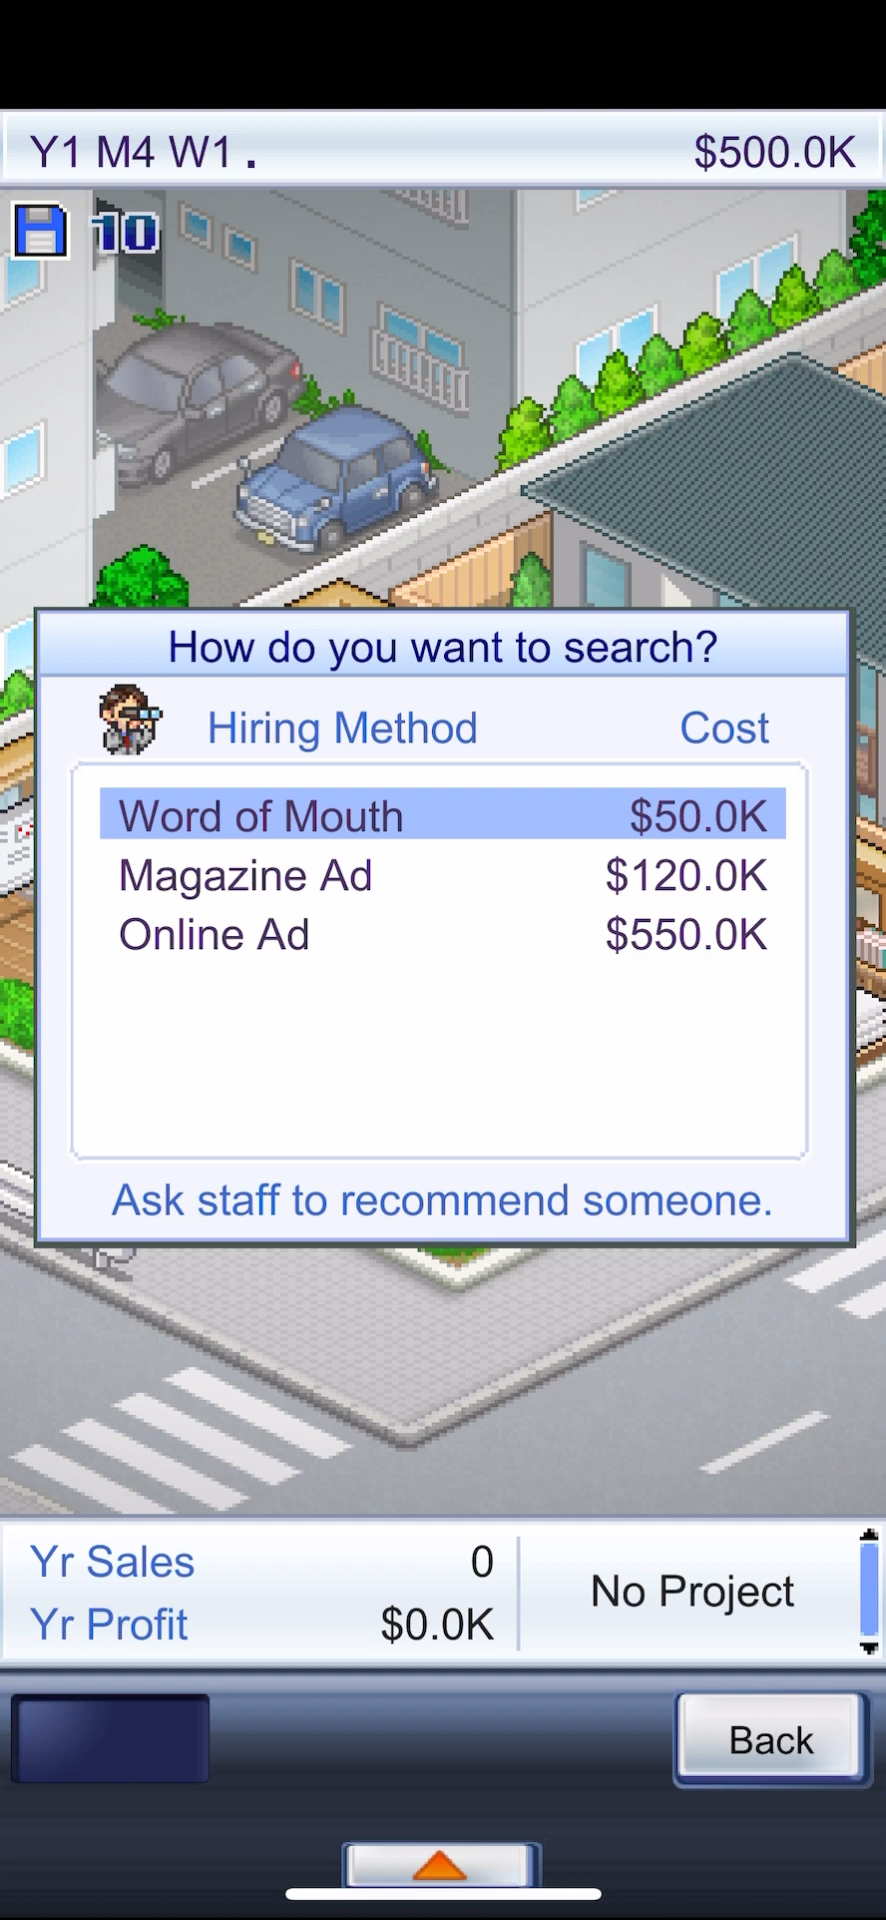 Y1 M4 W1. $500.0K
10
How do you want to search?
Hiring Method Cost
Word of Mouth $50.0K
Magazine Ad $120.0K
Online Ad $550.0K
Ask staff to recommend someone.
Yr Sales 0
Yr Profit $0.0K
No Project
Back